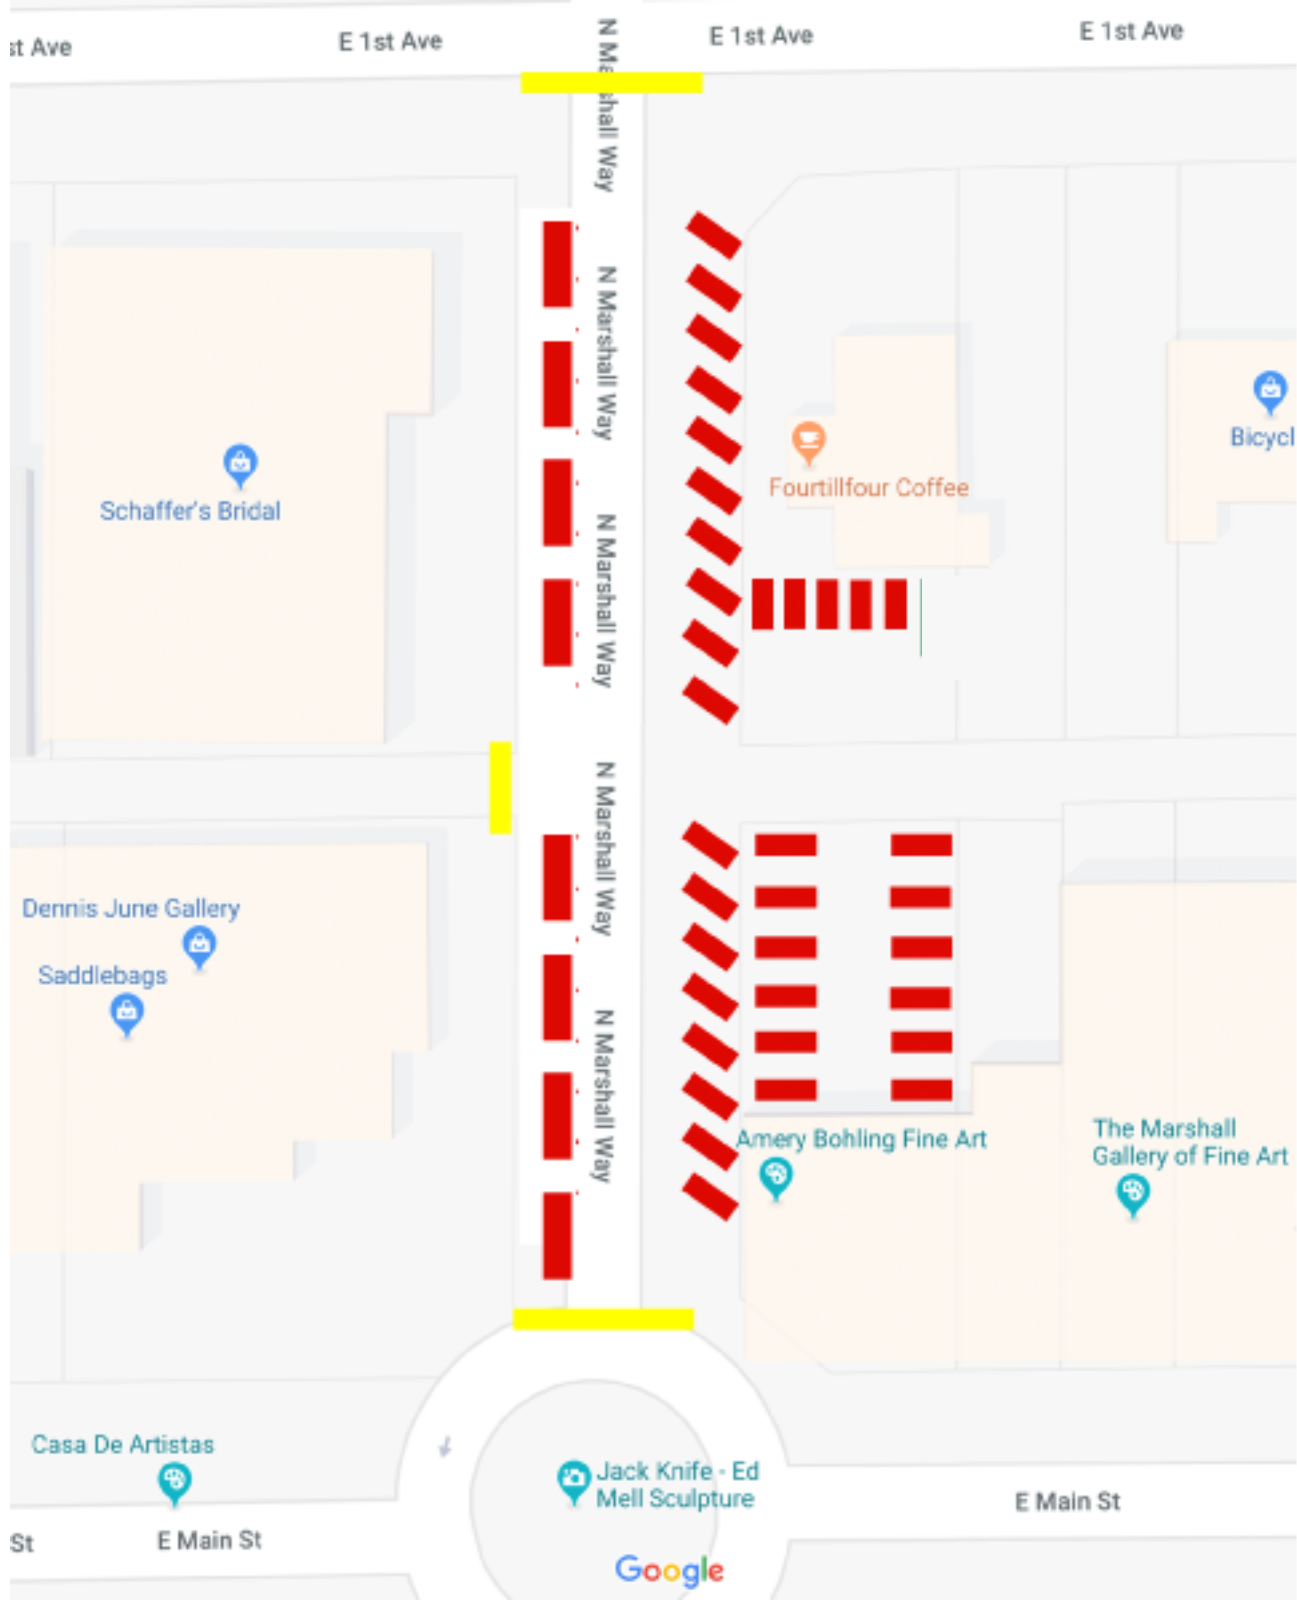 st Ave
E 1st Ave
E 1st Ave
E 1st Ave
N Marshall Way
N Marshall Way
Bicycl
Fourtillfour Coffee
Schaffer's Bridal
N Marshall Way
N Marshall Way
Dennis June Gallery
Saddlebags
N Marshall Way
Amery Bohling Fine Art
The Marshall
Gallery of Fine Art
Casa De Artistas
Jack Knife - Ed
Mell Sculpture
E Main St
St
E Main St
Google